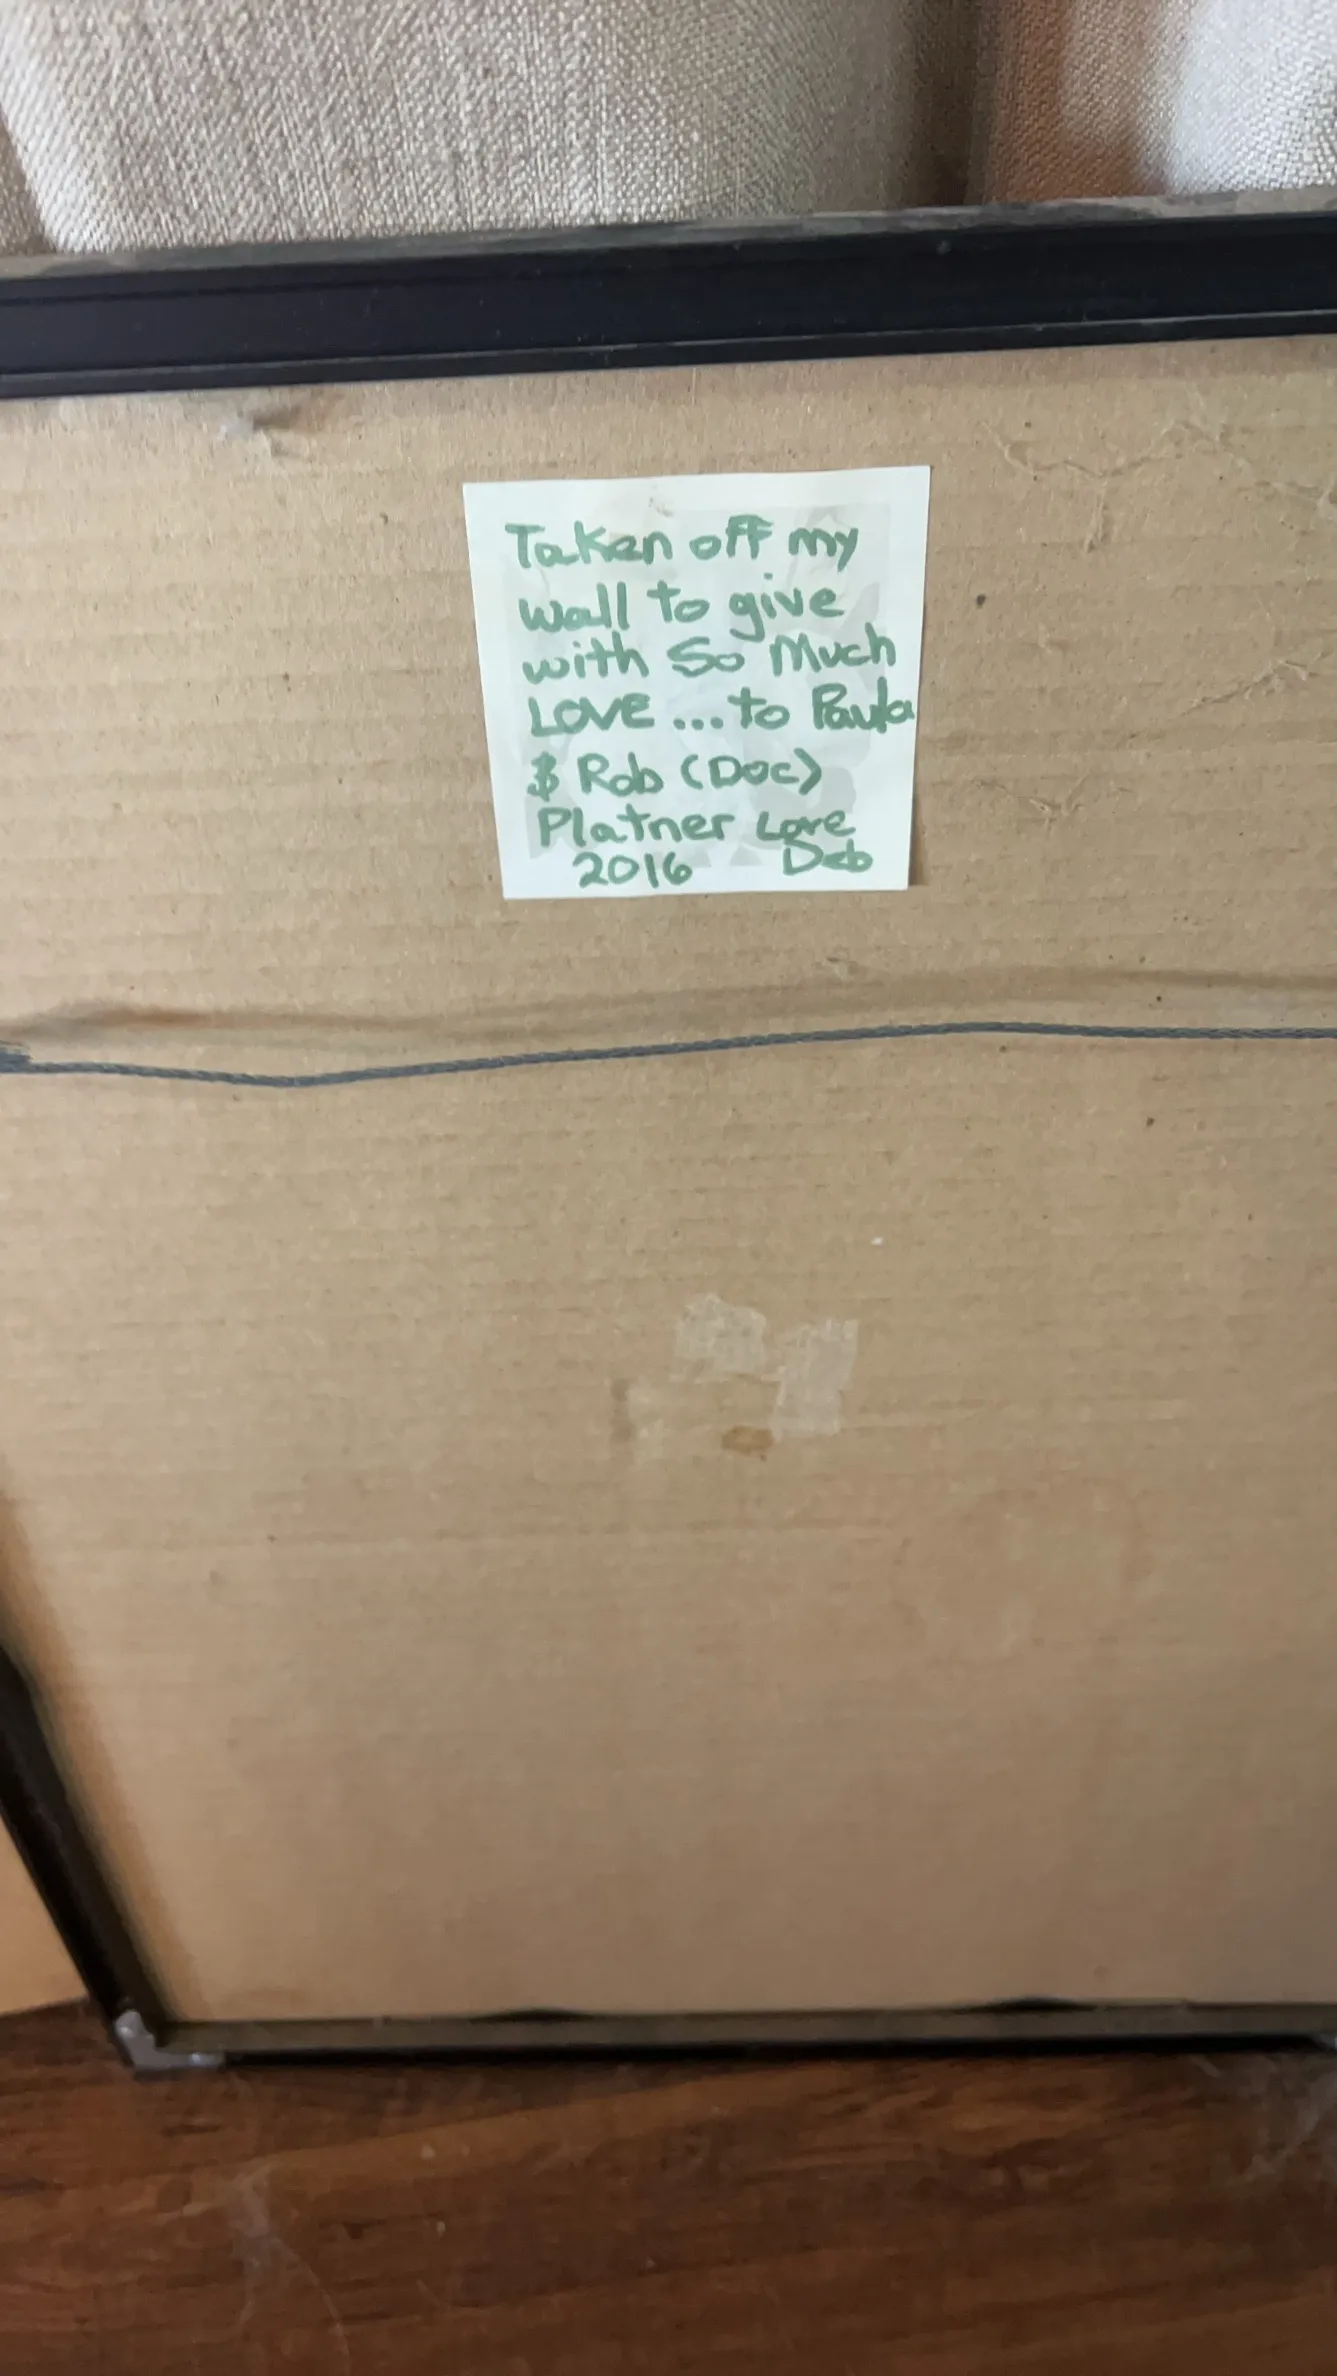 Taken off my
wall to give
with So Much
LOVE ... to Paula
& Rob (Doc)
Platner Love
2016 Deb